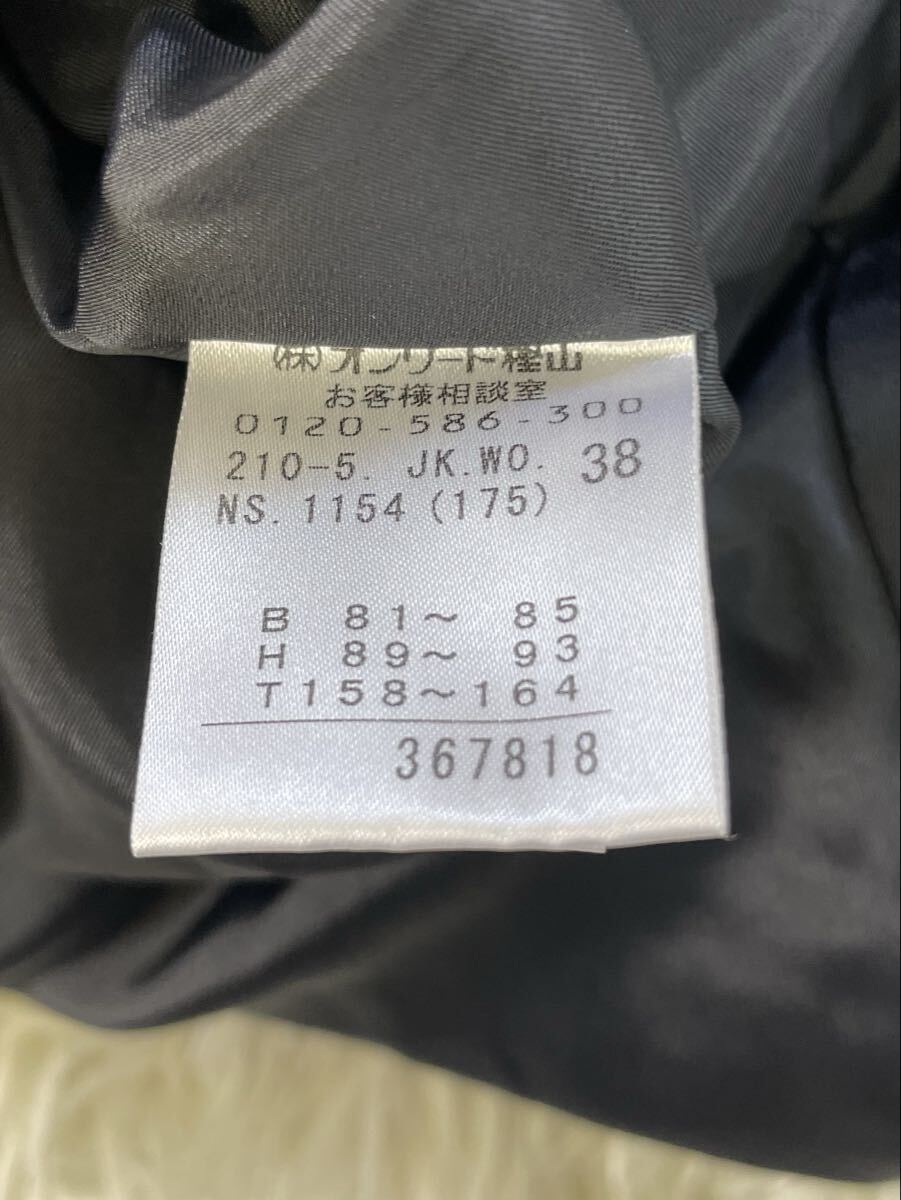 (株)オンワード樫山
お客様相談室
0120-586-300
210-5. JK.WO. 38
NS. 1154 (175)
B 81～ 85
H 89～ 93
T158～164
367818